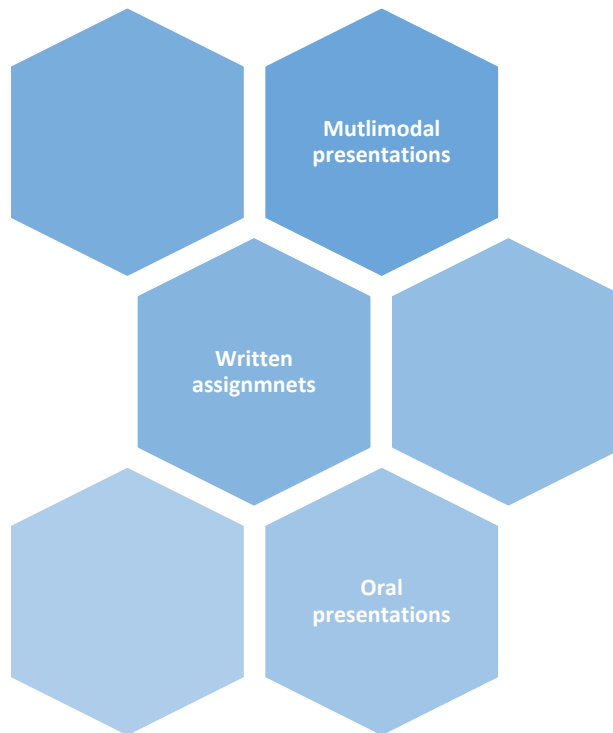 Mutlimodal
presentations
Written
assignmnets
Oral
presentations